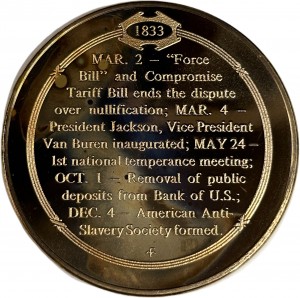 1833
MAR. 2 — "Force
Bill" and Compromise
Tariff Bill ends the dispute
over nullification; MAR. 4 —
President Jackson, Vice President
Van Buren inaugurated; MAY 24 —
1st national temperance meeting;
OCT. 1 — Removal of public
deposits from Bank of U.S.;
DEC. 4 — American Anti-
Slavery Society formed.